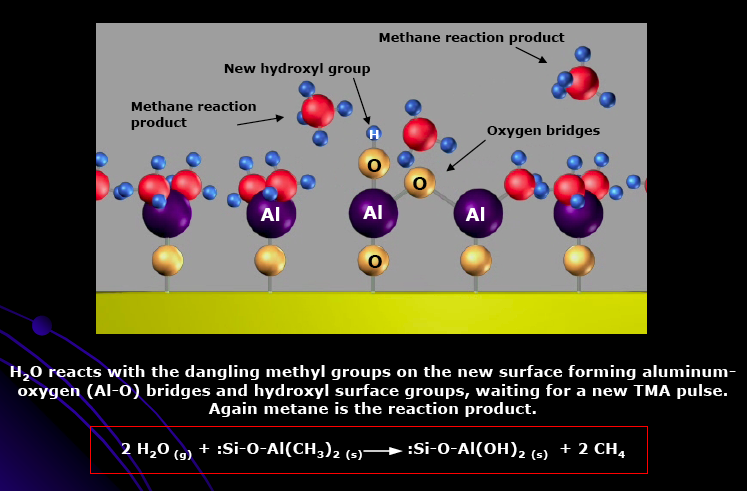 Methane reaction product
New hydroxyl group
Methane reaction
product
H
Oxygen bridges
O
O
Al
Al
Al
O
H₂O reacts with the dangling methyl groups on the new surface forming aluminum-
oxygen (Al-O) bridges and hydroxyl surface groups, waiting for a new TMA pulse.
Again metane is the reaction product.
2 H₂O (g) + :Si-O-Al(CH₃)₂ (s) → :Si-O-Al(OH)₂ (s) + 2 CH₄